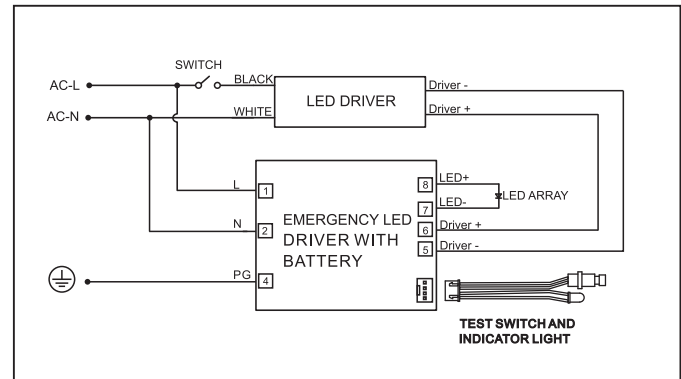 SWITCH
AC-L
BLACK
LED DRIVER
Driver -
Driver +
AC-N
WHITE
L
1
N
2
EMERGENCY LED
DRIVER WITH
BATTERY
PG
4
8
LED+
LED ARRAY
7
LED-
6
Driver +
5
Driver -
TEST SWITCH AND
INDICATOR LIGHT